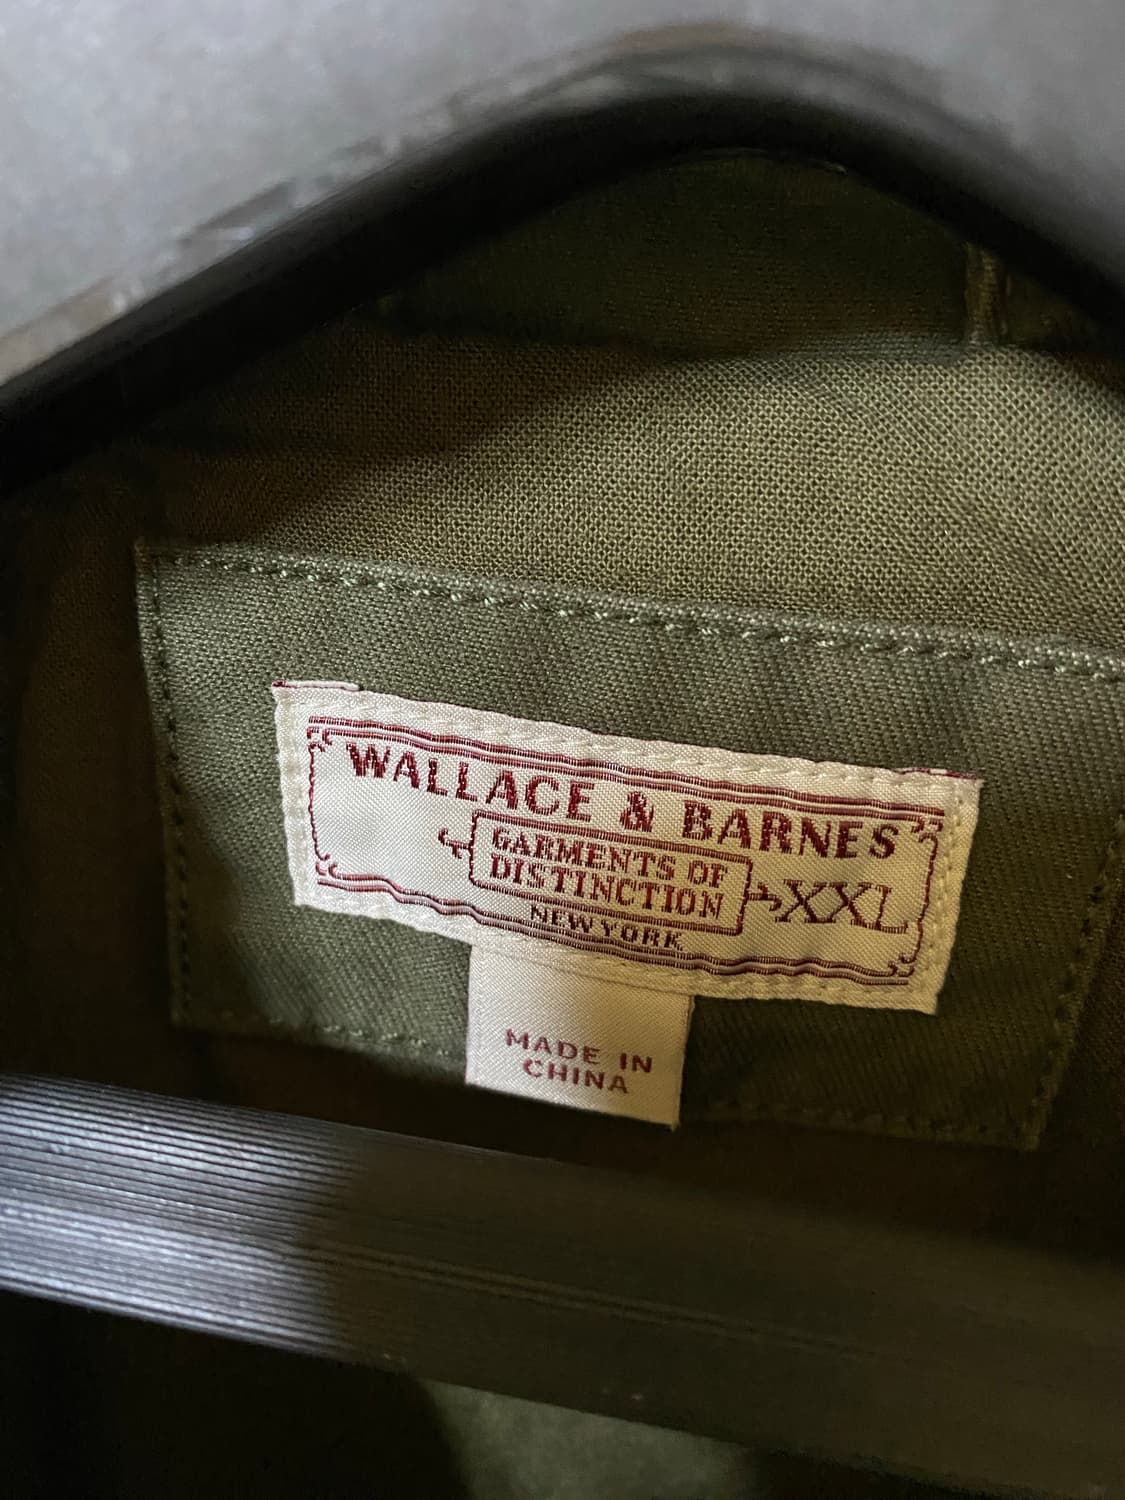 WALLACE & BARNES
GARMENTS OF
DISTINCTION
XXL
NEW YORK
MADE IN
CHINA